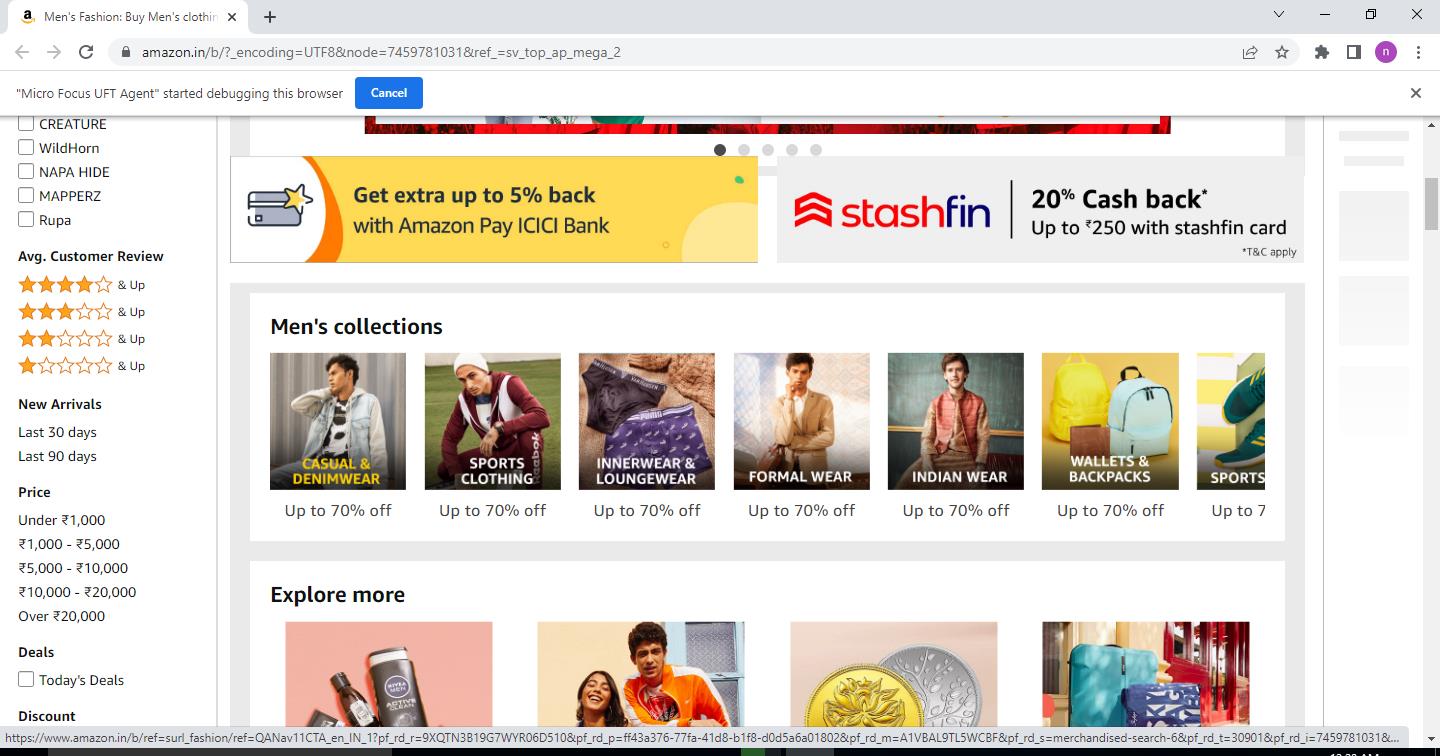 Men's Fashion: Buy Men's clothin
amazon.in/b/?_encoding=UTF8&node=7459781031&ref_=sv_top_ap_mega_2
n
"Micro Focus UFT Agent" started debugging this browser
Cancel
CREATURE
WildHorn
NAPA HIDE
MAPPERZ
Rupa
Avg. Customer Review
& Up
& Up
& Up
& Up
New Arrivals
Last 30 days
Last 90 days
Price
Under ₹1,000
₹1,000 - ₹5,000
₹5,000 - ₹10,000
₹10,000 - ₹20,000
Over ₹20,000
Deals
Today's Deals
Discount
Get extra up to 5% back
with Amazon Pay ICICI Bank
stashfin
20% Cash back*
Up to ₹250 with stashfin card
*T&C apply
Men's collections
CASUAL &
DENIMWEAR
Up to 70% off
SPORTS
CLOTHING
Reebok
Up to 70% off
INNERWEAR &
LOUNGEWEAR
Up to 70% off
FORMAL WEAR
Up to 70% off
INDIAN WEAR
Up to 70% off
WALLETS &
BACKPACKS
Up to 70% off
SPORTS
Up to 7
Explore more
NIVEA
MEN
ACTIVE
CLEAN
https://www.amazon.in/b/ref=surl_fashion/ref=QANav11CTA_en_IN_1?pf_rd_r=9XQTN3B19G7WYR06D510&pf_rd_p=ff43a376-77fa-41d8-b1f8-d0d5a6a01802&pf_rd_m=A1VBAL9TL5WCBF&pf_rd_s=merchandised-search-6&pf_rd_t=30901&pf_rd_i=7459781031&...